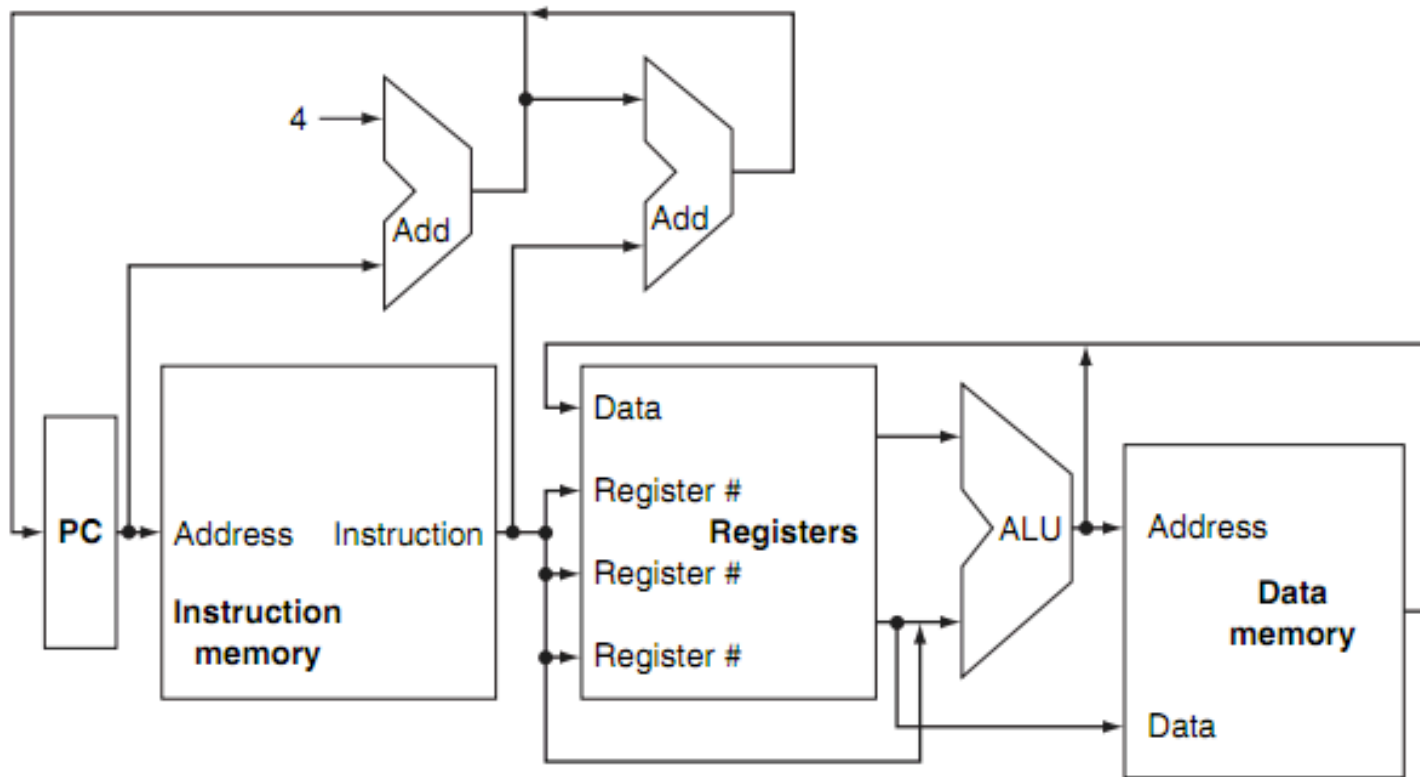 4
Add
Add
PC
Address
Instruction
Instruction
memory
Data
Register #
Registers
Register #
Register #
ALU
Address
Data
memory
Data